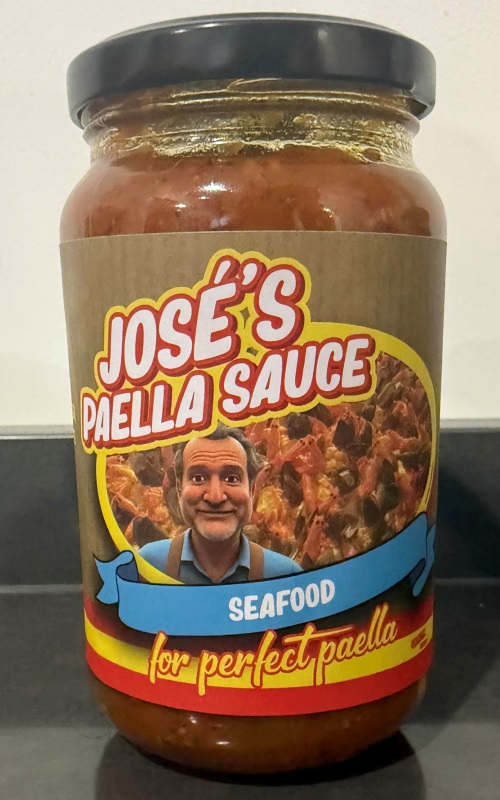 JOSÉ'S
PAELLA SAUCE
SEAFOOD
for perfect paella